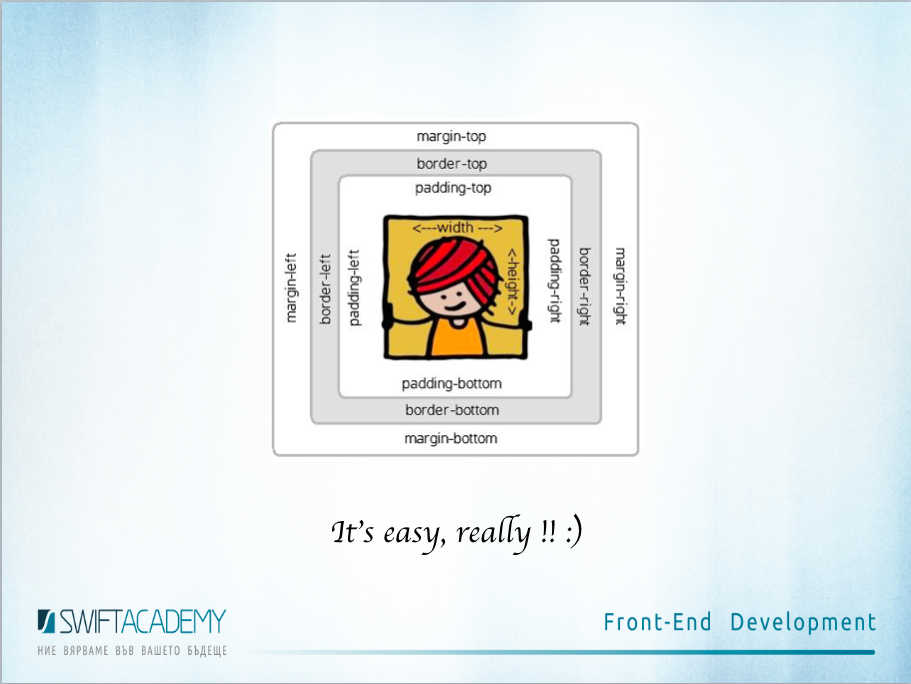 margin-top
border-top
padding-top
<---width --->
<-height->
margin-left
border-left
padding-left
padding-right
border-right
margin-right
padding-bottom
border-bottom
margin-bottom
It's easy, really !! :)
SWIFTACADEMY
НИЕ ВЯРВАМЕ ВЪВ ВАШЕТО БЪДЕЩЕ
Front-End Development